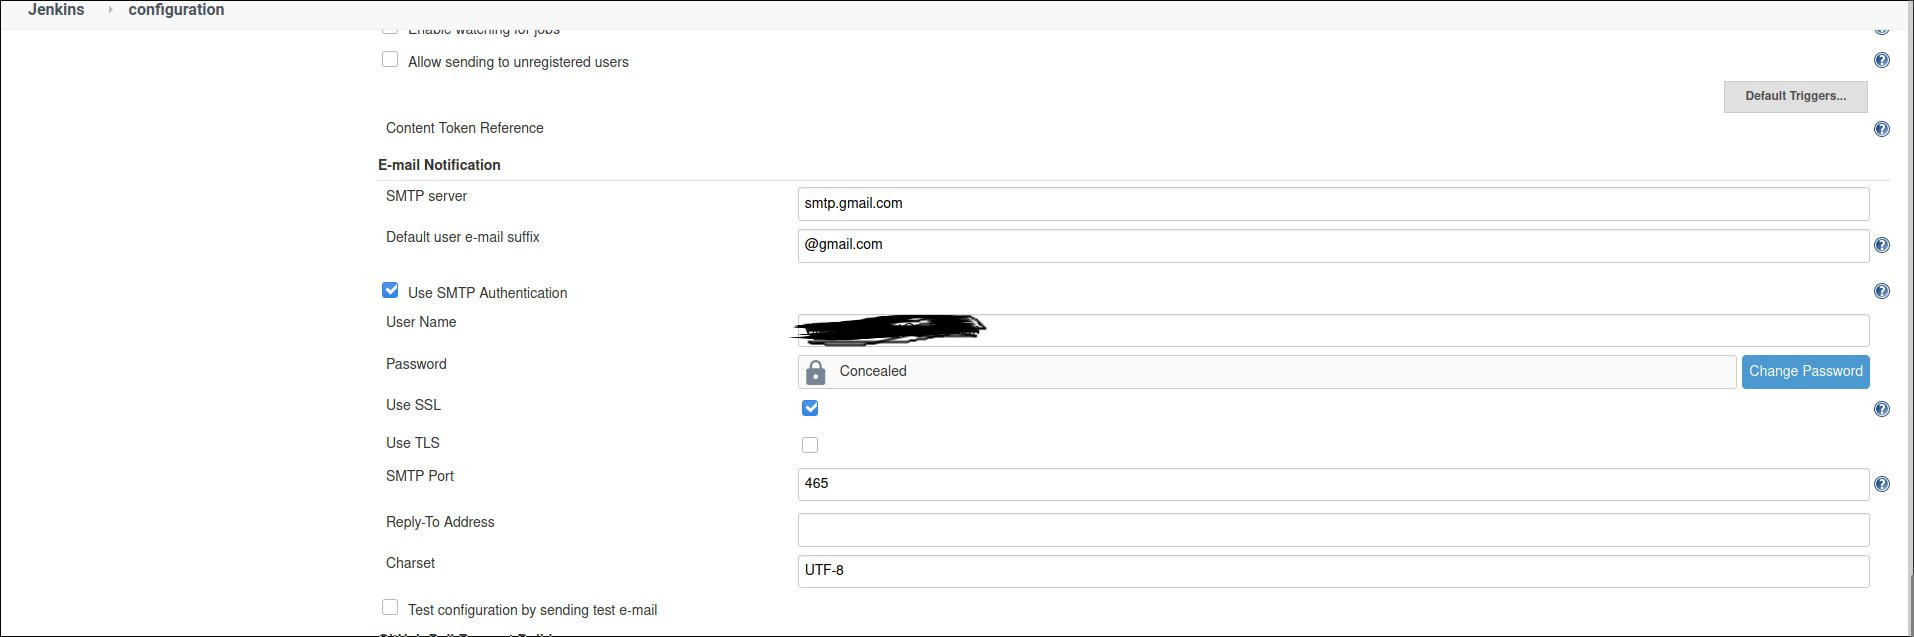 Jenkins configuration
Enable watching for jobs
Allow sending to unregistered users
Default Triggers...
Content Token Reference
E-mail Notification
SMTP server
smtp.gmail.com
Default user e-mail suffix
@gmail.com
Use SMTP Authentication
User Name
Password
Concealed
Change Password
Use SSL
Use TLS
SMTP Port
465
Reply-To Address
Charset
UTF-8
Test configuration by sending test e-mail